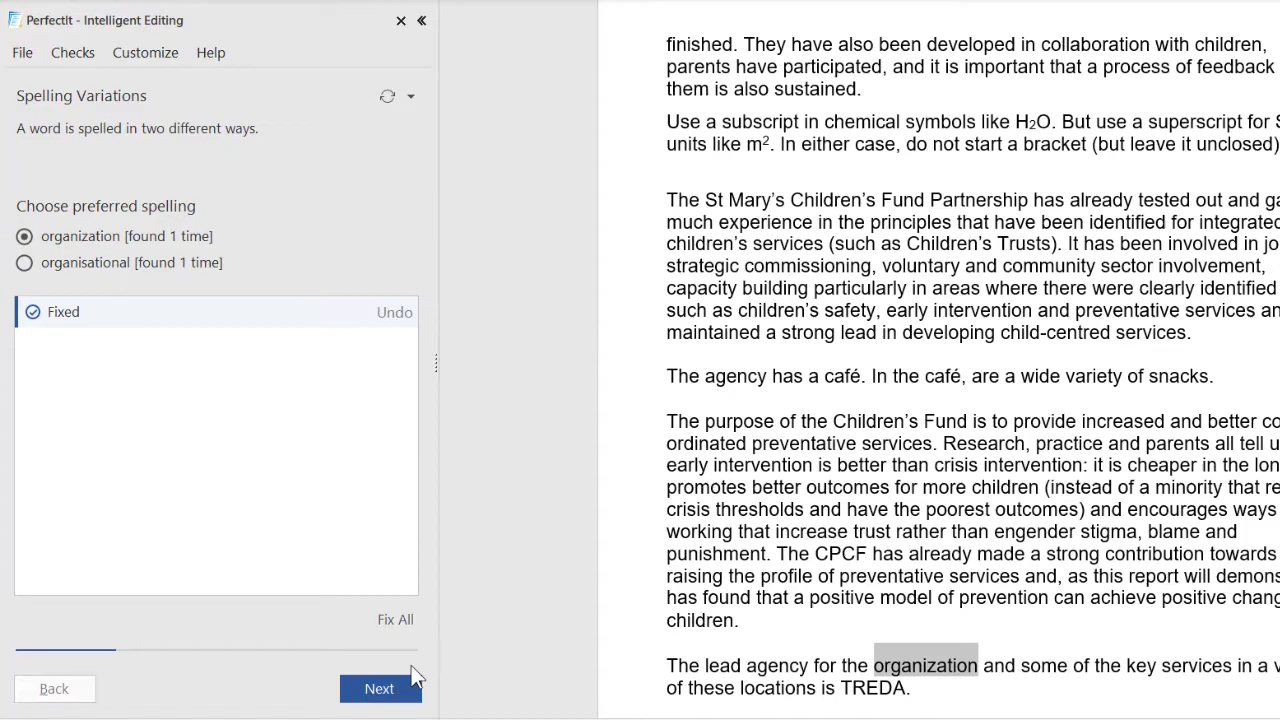 PerfectIt - Intelligent Editing
File Checks Customize Help
Spelling Variations
A word is spelled in two different ways.
Choose preferred spelling
organization [found 1 time]
organisational [found 1 time]
Fixed Undo
Fix All
Back Next
finished. They have also been developed in collaboration with children,
parents have participated, and it is important that a process of feedback
them is also sustained.
Use a subscript in chemical symbols like H₂O. But use a superscript for S
units like m². In either case, do not start a bracket (but leave it unclosed)
The St Mary’s Children’s Fund Partnership has already tested out and ga
much experience in the principles that have been identified for integrated
children’s services (such as Children’s Trusts). It has been involved in jo
strategic commissioning, voluntary and community sector involvement,
capacity building particularly in areas where there were clearly identified
such as children’s safety, early intervention and preventative services an
maintained a strong lead in developing child-centred services.
The agency has a café. In the café, are a wide variety of snacks.
The purpose of the Children’s Fund is to provide increased and better co
ordinated preventative services. Research, practice and parents all tell u
early intervention is better than crisis intervention: it is cheaper in the lon
promotes better outcomes for more children (instead of a minority that re
crisis thresholds and have the poorest outcomes) and encourages ways
working that increase trust rather than engender stigma, blame and
punishment. The CPCF has already made a strong contribution towards
raising the profile of preventative services and, as this report will demons
has found that a positive model of prevention can achieve positive chang
children.
The lead agency for the organization and some of the key services in a v
of these locations is TREDA.